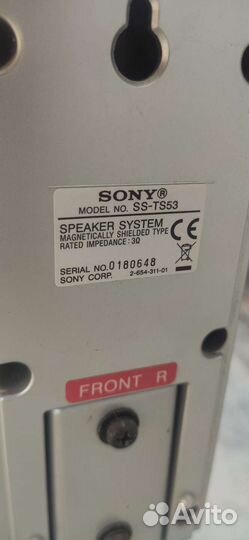 SONY®
MODEL NO. SS-TS53
SPEAKER SYSTEM
MAGNETICALLY SHIELDED TYPE
RATED IMPEDANCE: 3Ω
CE
SERIAL NO. 0180648
SONY CORP. 2-654-311-01
FRONT R
Avito